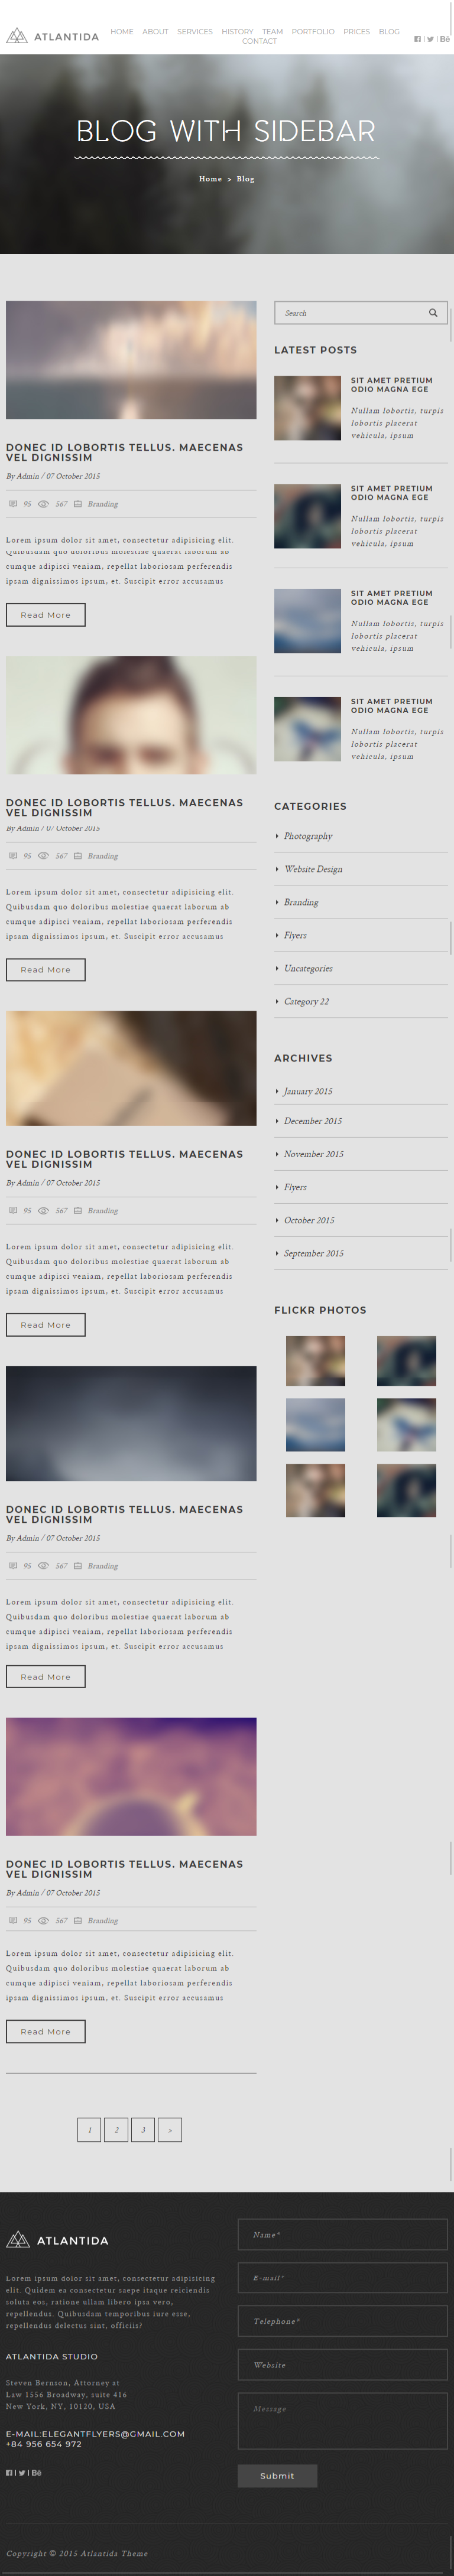 ATLANTIDA
HOME ABOUT SERVICES HISTORY TEAM PORTFOLIO PRICES BLOG
CONTACT
BLOG WITH SIDEBAR
Home > Blog
DONEC ID LOBORTIS TELLUS. MAECENAS
VEL DIGNISSIM
By Admin / 07 October 2015
95 567 Branding
Lorem ipsum dolor sit amet, consectetur adipisicing elit.
Quibusdam quo doloribus molestiae quaerat laborum ab
cumque adipisci veniam, repellat laboriosam perferendis
ipsam dignissimos ipsum, et. Suscipit error accusamus
Read More
DONEC ID LOBORTIS TELLUS. MAECENAS
VEL DIGNISSIM
By Admin / 07 October 2015
95 567 Branding
Lorem ipsum dolor sit amet, consectetur adipisicing elit.
Quibusdam quo doloribus molestiae quaerat laborum ab
cumque adipisci veniam, repellat laboriosam perferendis
ipsam dignissimos ipsum, et. Suscipit error accusamus
Read More
DONEC ID LOBORTIS TELLUS. MAECENAS
VEL DIGNISSIM
By Admin / 07 October 2015
95 567 Branding
Lorem ipsum dolor sit amet, consectetur adipisicing elit.
Quibusdam quo doloribus molestiae quaerat laborum ab
cumque adipisci veniam, repellat laboriosam perferendis
ipsam dignissimos ipsum, et. Suscipit error accusamus
Read More
DONEC ID LOBORTIS TELLUS. MAECENAS
VEL DIGNISSIM
By Admin / 07 October 2015
95 567 Branding
Lorem ipsum dolor sit amet, consectetur adipisicing elit.
Quibusdam quo doloribus molestiae quaerat laborum ab
cumque adipisci veniam, repellat laboriosam perferendis
ipsam dignissimos ipsum, et. Suscipit error accusamus
Read More
DONEC ID LOBORTIS TELLUS. MAECENAS
VEL DIGNISSIM
By Admin / 07 October 2015
95 567 Branding
Lorem ipsum dolor sit amet, consectetur adipisicing elit.
Quibusdam quo doloribus molestiae quaerat laborum ab
cumque adipisci veniam, repellat laboriosam perferendis
ipsam dignissimos ipsum, et. Suscipit error accusamus
Read More
1 2 3 >
Search
LATEST POSTS
SIT AMET PRETIUM
ODIO MAGNA EGE
Nullam lobortis, turpis
lobortis placerat
vehicula, ipsum
SIT AMET PRETIUM
ODIO MAGNA EGE
Nullam lobortis, turpis
lobortis placerat
vehicula, ipsum
SIT AMET PRETIUM
ODIO MAGNA EGE
Nullam lobortis, turpis
lobortis placerat
vehicula, ipsum
SIT AMET PRETIUM
ODIO MAGNA EGE
Nullam lobortis, turpis
lobortis placerat
vehicula, ipsum
CATEGORIES
Photography
Website Design
Branding
Flyers
Uncategories
Category 22
ARCHIVES
January 2015
December 2015
November 2015
Flyers
October 2015
September 2015
FLICKR PHOTOS
ATLANTIDA
Lorem ipsum dolor sit amet, consectetur adipisicing
elit. Quidem ea consectetur saepe itaque reiciendis
soluta eos, ratione ullam libero ipsa vero,
repellendus. Quibusdam temporibus iure esse,
repellendus delectus sint, officiis?
ATLANTIDA STUDIO
Steven Bernson, Attorney at
Law 1556 Broadway, suite 416
New York, NY, 10120, USA
E-MAIL:ELEGANTFLYERS@GMAIL.COM
+84 956 654 972
Name*
E-mail*
Telephone*
Website
Message
Submit
Copyright © 2015 Atlantida Theme